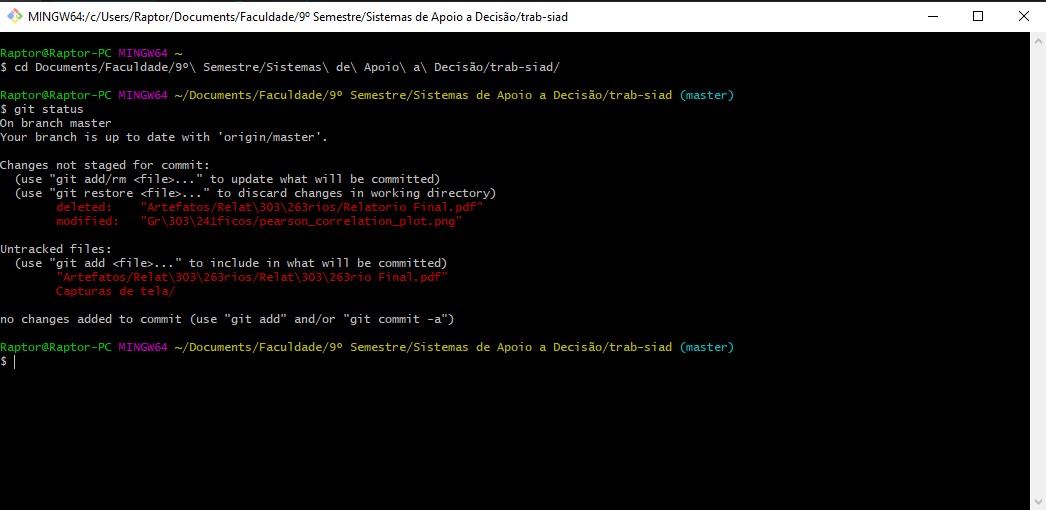 MINGW64:/c/Users/Raptor/Documents/Faculdade/9º Semestre/Sistemas de Apoio a Decisão/trab-siad
Raptor@Raptor-PC MINGW64 ~
$ cd Documents/Faculdade/9º\ Semestre/Sistemas\ de\ Apoio\ a\ Decisão/trab-siad/
Raptor@Raptor-PC MINGW64 ~/Documents/Faculdade/9º Semestre/Sistemas de Apoio a Decisão/trab-siad (master)
$ git status
On branch master
Your branch is up to date with 'origin/master'.
Changes not staged for commit:
(use "git add/rm <file>..." to update what will be committed)
(use "git restore <file>..." to discard changes in working directory)
deleted: "Artefatos/Relat\303\263rios/Relatorio Final.pdf"
modified: "Gr\303\241ficos/pearson_correlation_plot.png"
Untracked files:
(use "git add <file>..." to include in what will be committed)
"Artefatos/Relat\303\263rios/Relat\303\263rio Final.pdf"
Capturas de tela/
no changes added to commit (use "git add" and/or "git commit -a")
Raptor@Raptor-PC MINGW64 ~/Documents/Faculdade/9º Semestre/Sistemas de Apoio a Decisão/trab-siad (master)
$